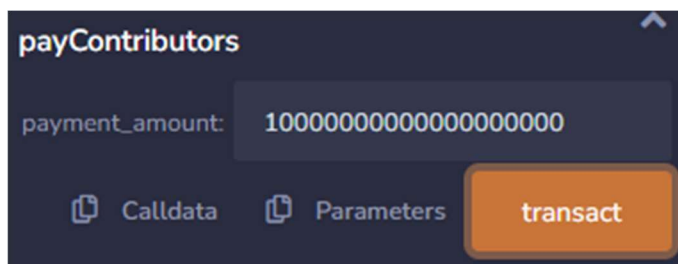 payContributors
payment_amount: 10000000000000000000
Calldata Parameters transact